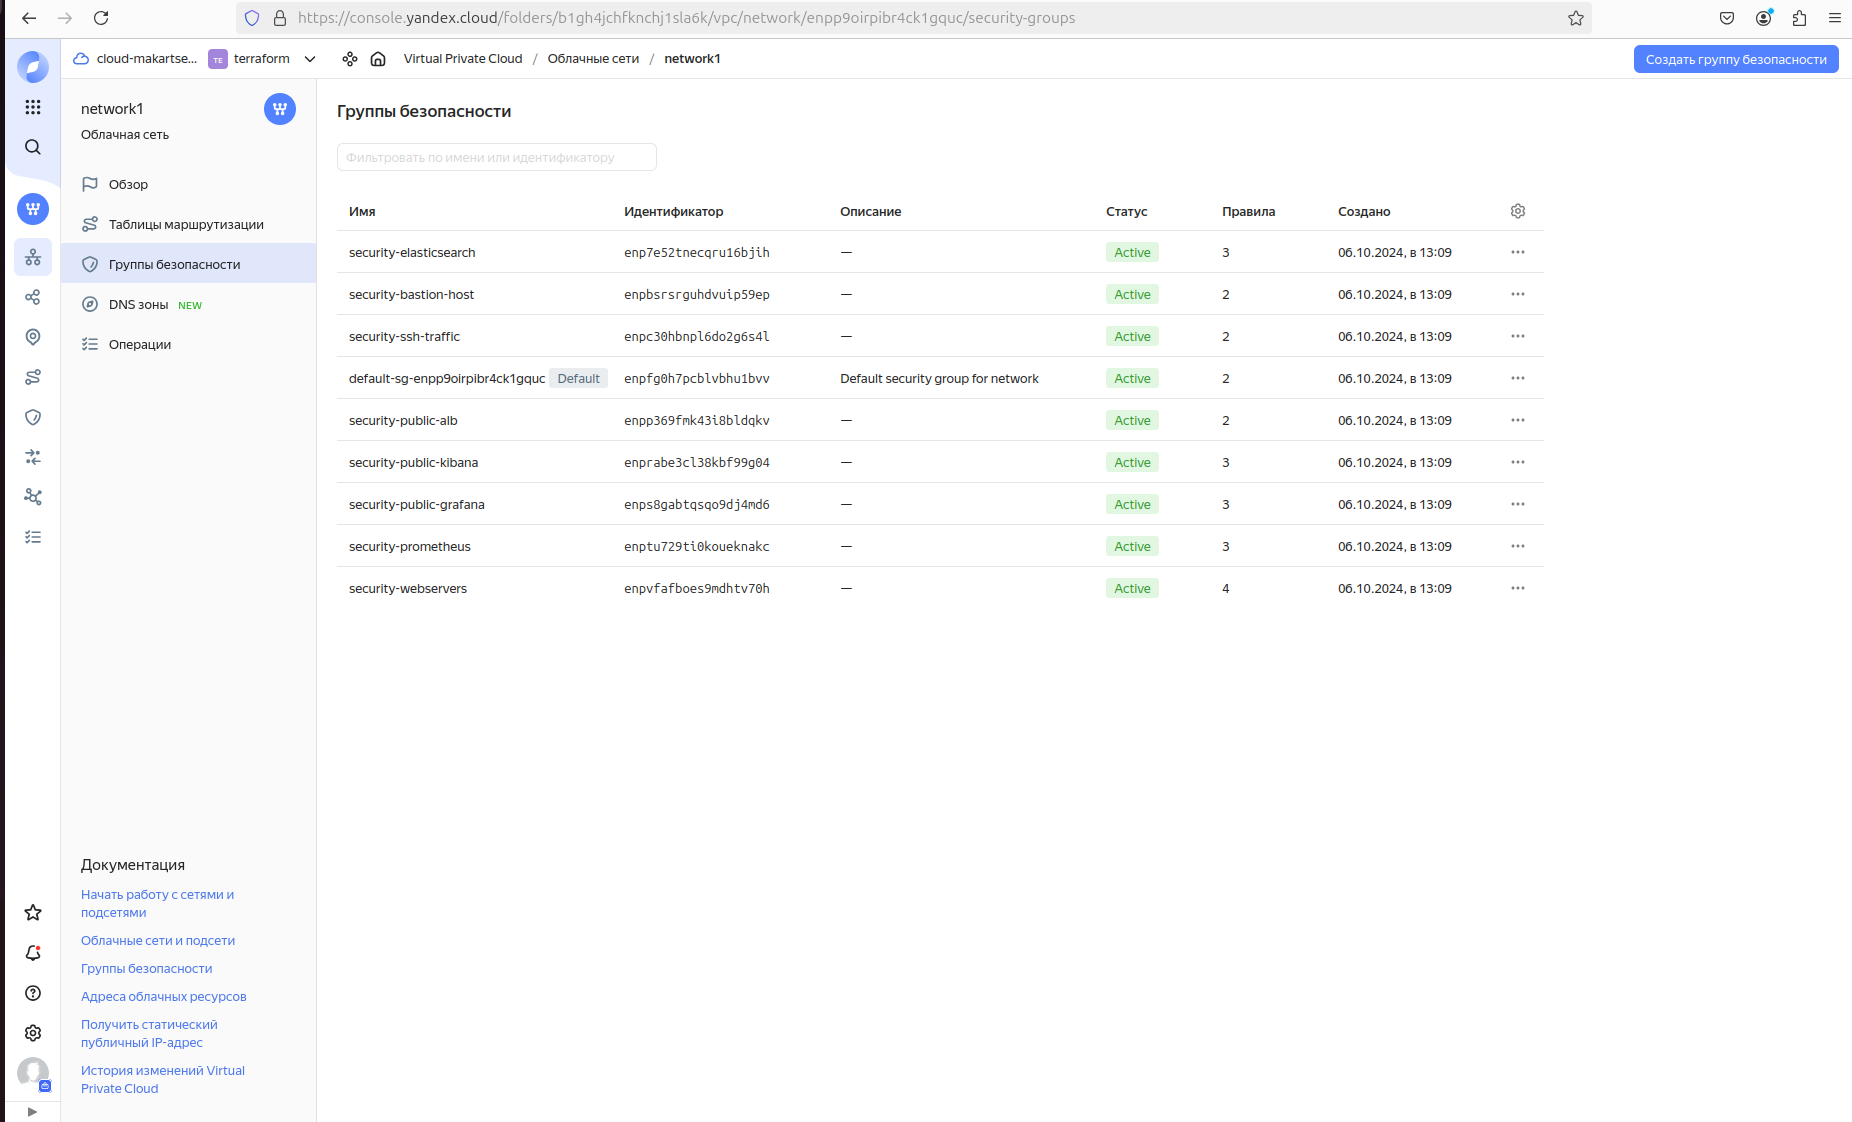 https://console.yandex.cloud/folders/b1gh4jchfknchj1sla6k/vpc/network/enpp9oirpibr4ck1gquc/security-groups
cloud-makartse... TE terraform Virtual Private Cloud / Облачные сети / network1 Создать группу безопасности
network1
Облачная сеть
Обзор
Таблицы маршрутизации
Группы безопасности
DNS зоны NEW
Операции
Документация
Начать работу с сетями и
подсетями
Облачные сети и подсети
Группы безопасности
Адреса облачных ресурсов
Получить статический
публичный IP-адрес
История изменений Virtual
Private Cloud
Группы безопасности
Фильтровать по имени или идентификатору
Имя Идентификатор Описание Статус Правила Создано
security-elasticsearch enp7e52tnecqru16bjih — Active 3 06.10.2024, в 13:09
security-bastion-host enpbsrsrguhdvuip59ep — Active 2 06.10.2024, в 13:09
security-ssh-traffic enpc30hbnpl6do2g6s4l — Active 2 06.10.2024, в 13:09
default-sg-enpp9oirpibr4ck1gquc Default enpfg0h7pcblvbhu1bvv Default security group for network Active 2 06.10.2024, в 13:09
security-public-alb enpp369fmk43i8bldqkv — Active 2 06.10.2024, в 13:09
security-public-kibana enprabe3cl38kbf99g04 — Active 3 06.10.2024, в 13:09
security-public-grafana enps8gabtqsqo9dj4md6 — Active 3 06.10.2024, в 13:09
security-prometheus enptu729ti0koueknakc — Active 3 06.10.2024, в 13:09
security-webservers enpvfafboes9mdhtv70h — Active 4 06.10.2024, в 13:09